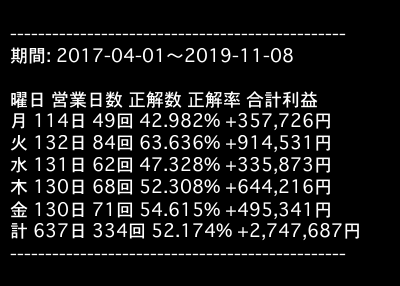 ------------------------------------------------
期間: 2017-04-01～2019-11-08
曜日 営業日数 正解数 正解率 合計利益
月 114日 49回 42.982% +357,726円
火 132日 84回 63.636% +914,531円
水 131日 62回 47.328% +335,873円
木 130日 68回 52.308% +644,216円
金 130日 71回 54.615% +495,341円
計 637日 334回 52.174% +2,747,687円
------------------------------------------------